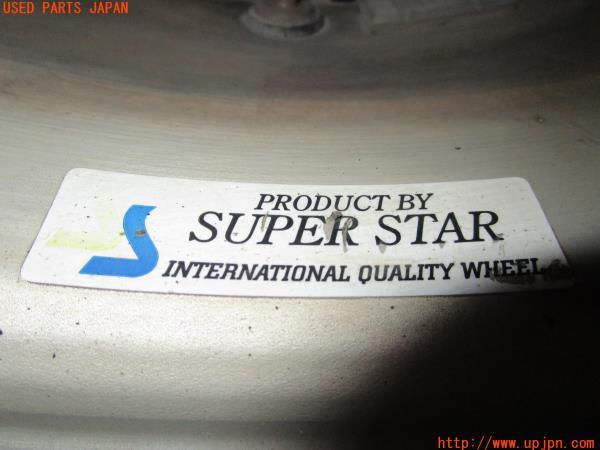 USED PARTS JAPAN
PRODUCT BY
SUPER STAR
INTERNATIONAL QUALITY WHEEL
http://www.upjpn.com